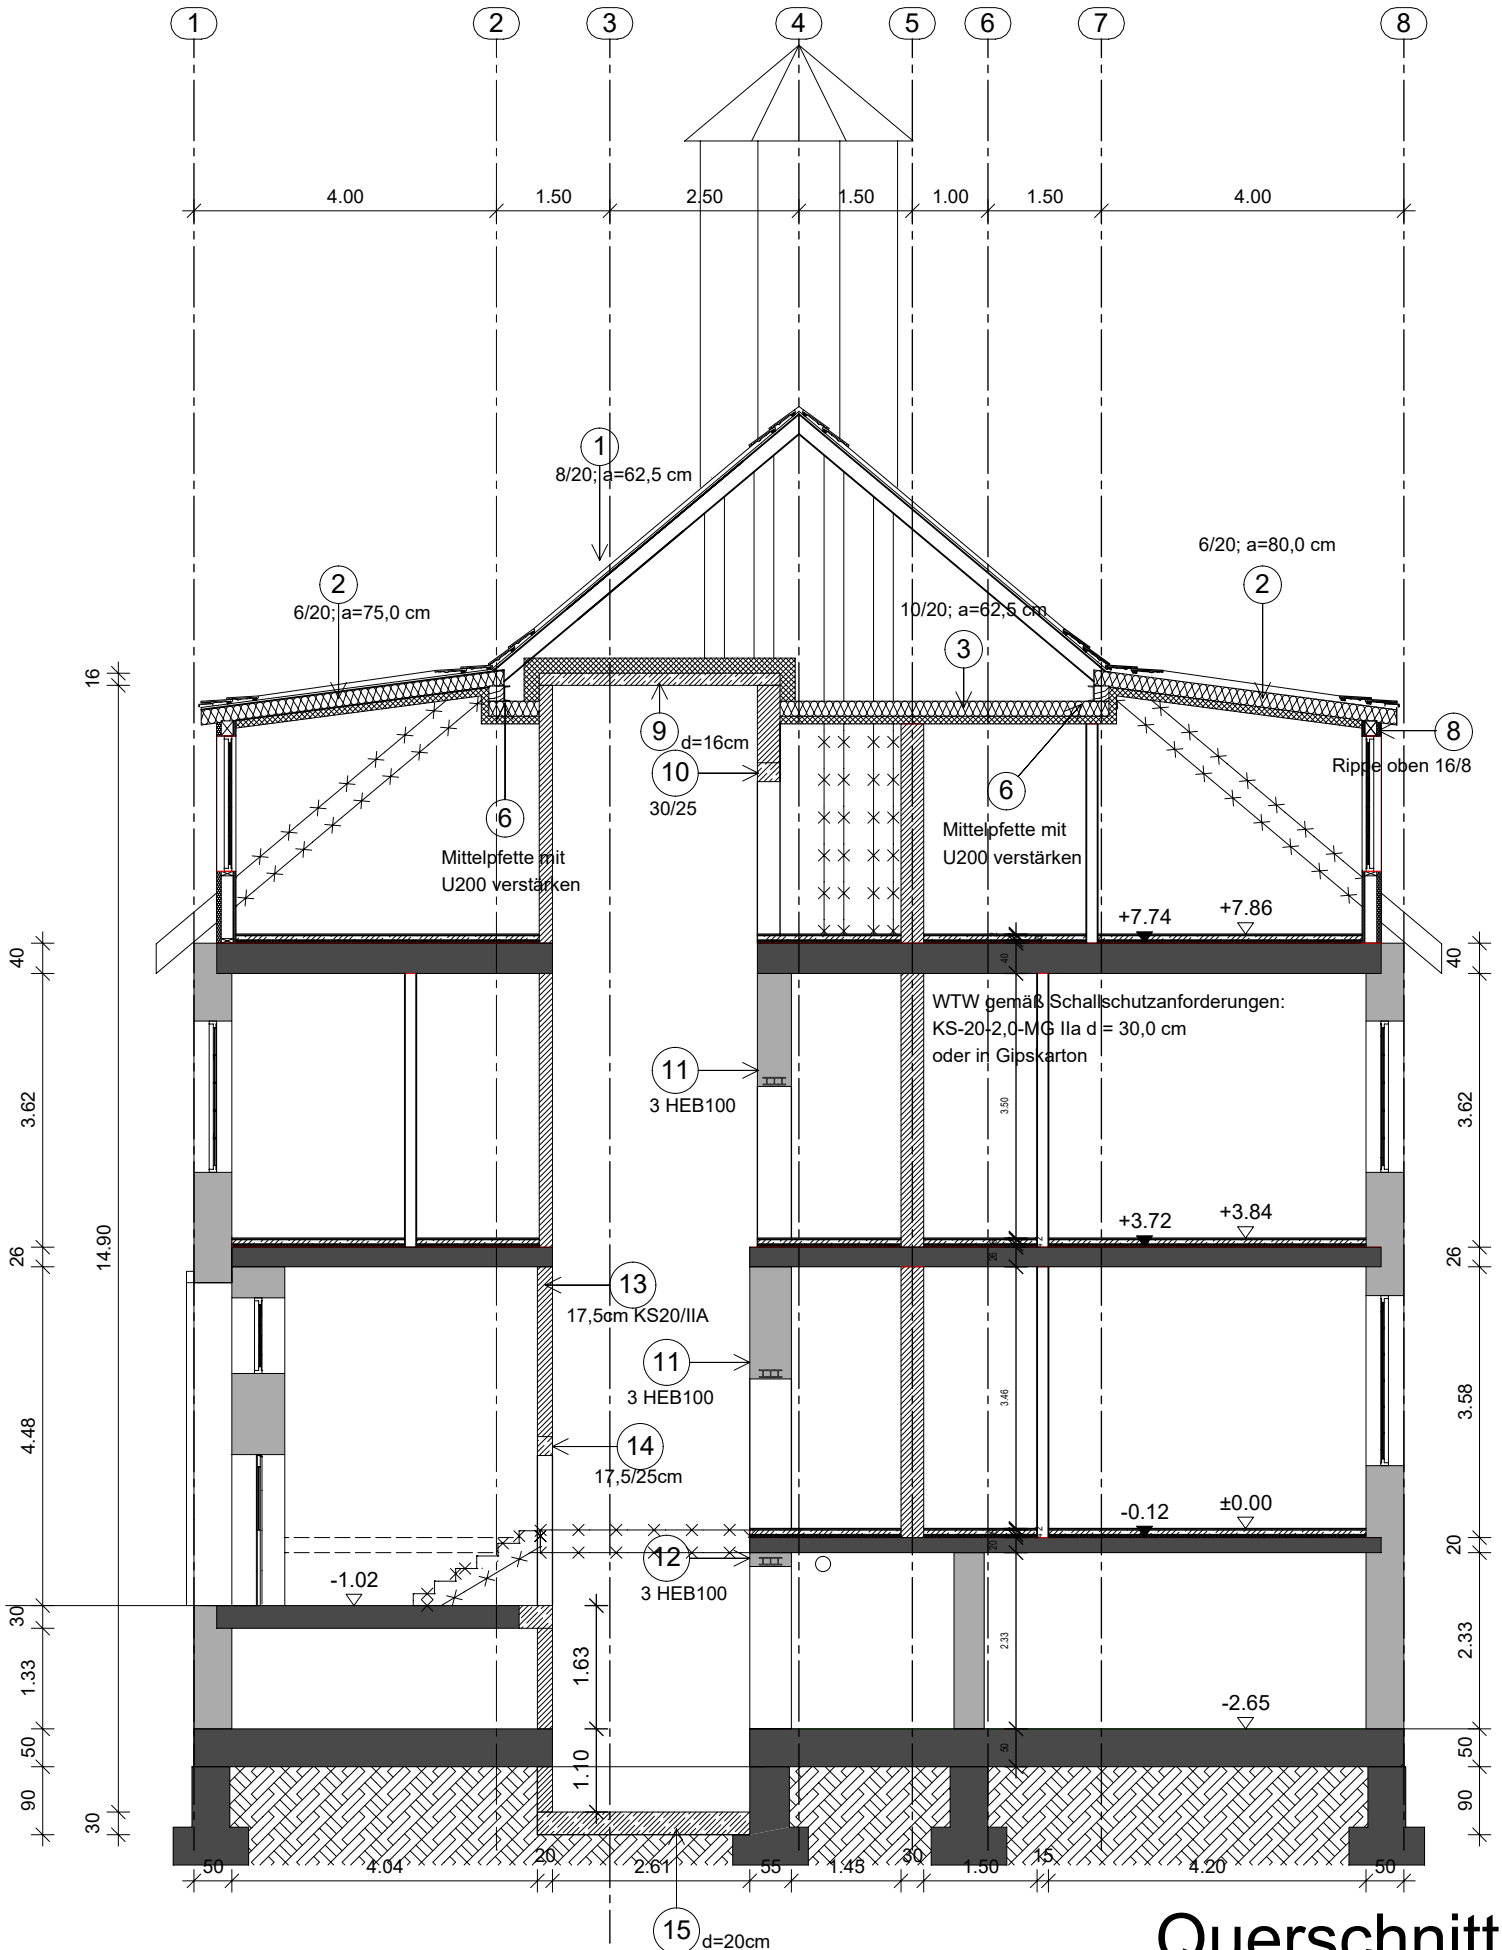 1 2 3 4 5 6 7 8
4.00 1.50 2.50 1.50 1.00 1.50 4.00
1
8/20; a=62,5 cm
6/20; a=80,0 cm
2
2
6/20; a=75,0 cm
10/20; a=62,5 cm
3
16
9
d=16cm
8
Rippe oben 16/8
10
30/25
6
Mittelpfette mit
U200 verstärken
6
Mittelpfette mit
U200 verstärken
+7.74
+7.86
40
40
40
WTW gemäß Schallschutzanforderungen:
KS-20-2,0-MG IIa d = 30,0 cm
oder in Gipskarton
11
3 HEB100
3.62
3.50
3.62
14.90
+3.72
+3.84
26
26
26
13
17,5cm KS20/IIA
11
3 HEB100
4.48
3.46
3.58
14
17,5/25cm
-0.12
±0.00
12
3 HEB100
20
20
-1.02
30
1.33
1.63
2.33
2.33
-2.65
50
1.10
50
50
90
30
90
50 4.04 20 2.61 55 1.45 30 1.50 15 4.20 50
15
d=20cm
Querschnitt